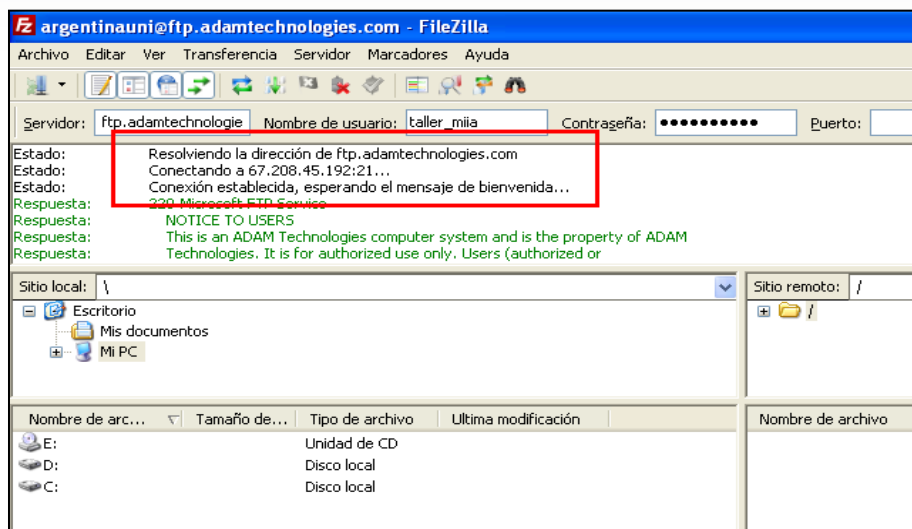 argentinauni@ftp.adamtechnologies.com - FileZilla
Archivo Editar Ver Transferencia Servidor Marcadores Ayuda
Servidor: ftp.adamtechnologie Nombre de usuario: taller_miia Contraseña: ●●●●●●●●●● Puerto:
Estado: Resolviendo la dirección de ftp.adamtechnologies.com
Estado: Conectando a 67.208.45.192:21...
Estado: Conexión establecida, esperando el mensaje de bienvenida...
Respuesta: 220 Microsoft FTP Service
Respuesta: NOTICE TO USERS
Respuesta: This is an ADAM Technologies computer system and is the property of ADAM
Respuesta: Technologies. It is for authorized use only. Users (authorized or
Sitio local: \ Sitio remoto: /
Escritorio /
Mis documentos
Mi PC
Nombre de arc... Tamaño de... Tipo de archivo Ultima modificación Nombre de archivo
E: Unidad de CD
D: Disco local
C: Disco local